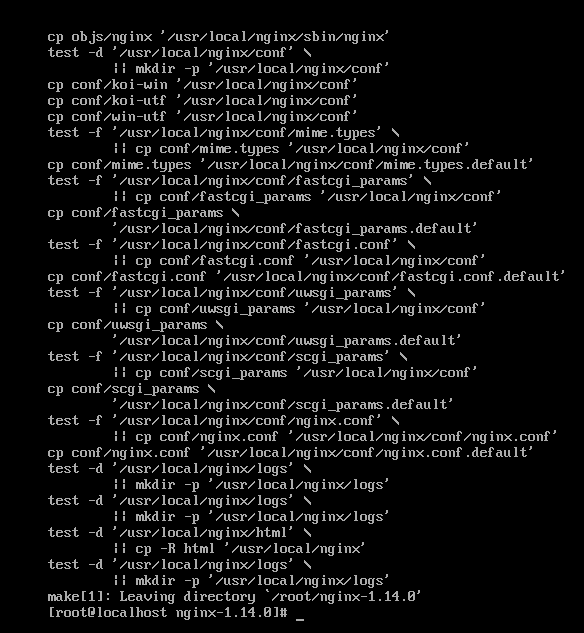 cp objs/nginx '/usr/local/nginx/sbin/nginx'
test -d '/usr/local/nginx/conf' \
|| mkdir -p '/usr/local/nginx/conf'
cp conf/koi-win '/usr/local/nginx/conf'
cp conf/koi-utf '/usr/local/nginx/conf'
cp conf/win-utf '/usr/local/nginx/conf'
test -f '/usr/local/nginx/conf/mime.types' \
|| cp conf/mime.types '/usr/local/nginx/conf'
cp conf/mime.types '/usr/local/nginx/conf/mime.types.default'
test -f '/usr/local/nginx/conf/fastcgi_params' \
|| cp conf/fastcgi_params '/usr/local/nginx/conf'
cp conf/fastcgi_params \
'/usr/local/nginx/conf/fastcgi_params.default'
test -f '/usr/local/nginx/conf/fastcgi.conf' \
|| cp conf/fastcgi.conf '/usr/local/nginx/conf'
cp conf/fastcgi.conf '/usr/local/nginx/conf/fastcgi.conf.default'
test -f '/usr/local/nginx/conf/uwsgi_params' \
|| cp conf/uwsgi_params '/usr/local/nginx/conf'
cp conf/uwsgi_params \
'/usr/local/nginx/conf/uwsgi_params.default'
test -f '/usr/local/nginx/conf/scgi_params' \
|| cp conf/scgi_params '/usr/local/nginx/conf'
cp conf/scgi_params \
'/usr/local/nginx/conf/scgi_params.default'
test -f '/usr/local/nginx/conf/nginx.conf' \
|| cp conf/nginx.conf '/usr/local/nginx/conf/nginx.conf'
cp conf/nginx.conf '/usr/local/nginx/conf/nginx.conf.default'
test -d '/usr/local/nginx/logs' \
|| mkdir -p '/usr/local/nginx/logs'
test -d '/usr/local/nginx/logs' \
|| mkdir -p '/usr/local/nginx/logs'
test -d '/usr/local/nginx/html' \
|| cp -R html '/usr/local/nginx'
test -d '/usr/local/nginx/logs' \
|| mkdir -p '/usr/local/nginx/logs'
make[1]: Leaving directory `/root/nginx-1.14.0'
[root@localhost nginx-1.14.0]# _